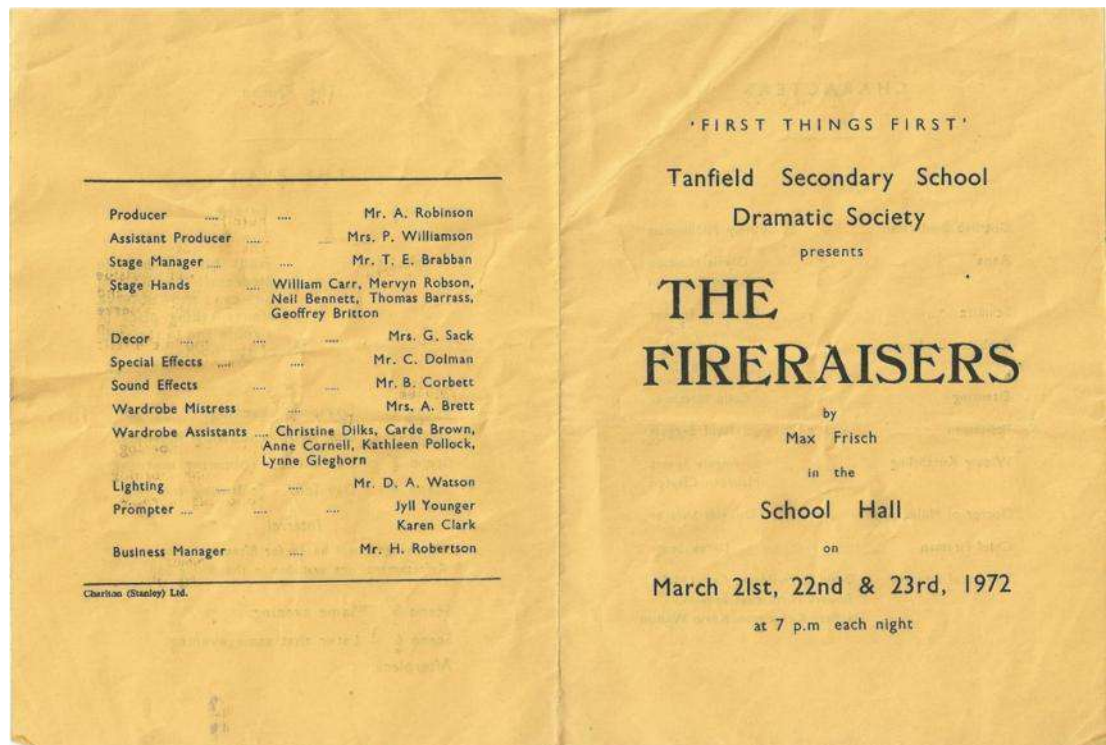 Producer .... .... Mr. A. Robinson
Assistant Producer .... . Mrs. P. Williamson
Stage Manager .... .... Mr. T. E. Brabban
Stage Hands .... William Carr, Mervyn Robson,
Neil Bennett, Thomas Barrass,
Geoffrey Britton
Decor .... .... .... Mrs. G. Sack
Special Effects .... .... Mr. C. Dolman
Sound Effects .... .... Mr. B. Corbett
Wardrobe Mistress .... Mrs. A. Brett
Wardrobe Assistants .... Christine Dilks, Carde Brown,
Anne Cornell, Kathleen Pollock,
Lynne Gleghorn
Lighting .... .... Mr. D. A. Watson
Prompter .... .... .... Jyll Younger
Karen Clark
Business Manager .... Mr. H. Robertson
Charlton (Stanley) Ltd.
'FIRST THINGS FIRST'
Tanfield Secondary School
Dramatic Society
presents
THE
FIRERAISERS
by
Max Frisch
in the
School Hall
on
March 21st, 22nd & 23rd, 1972
at 7 p.m each night